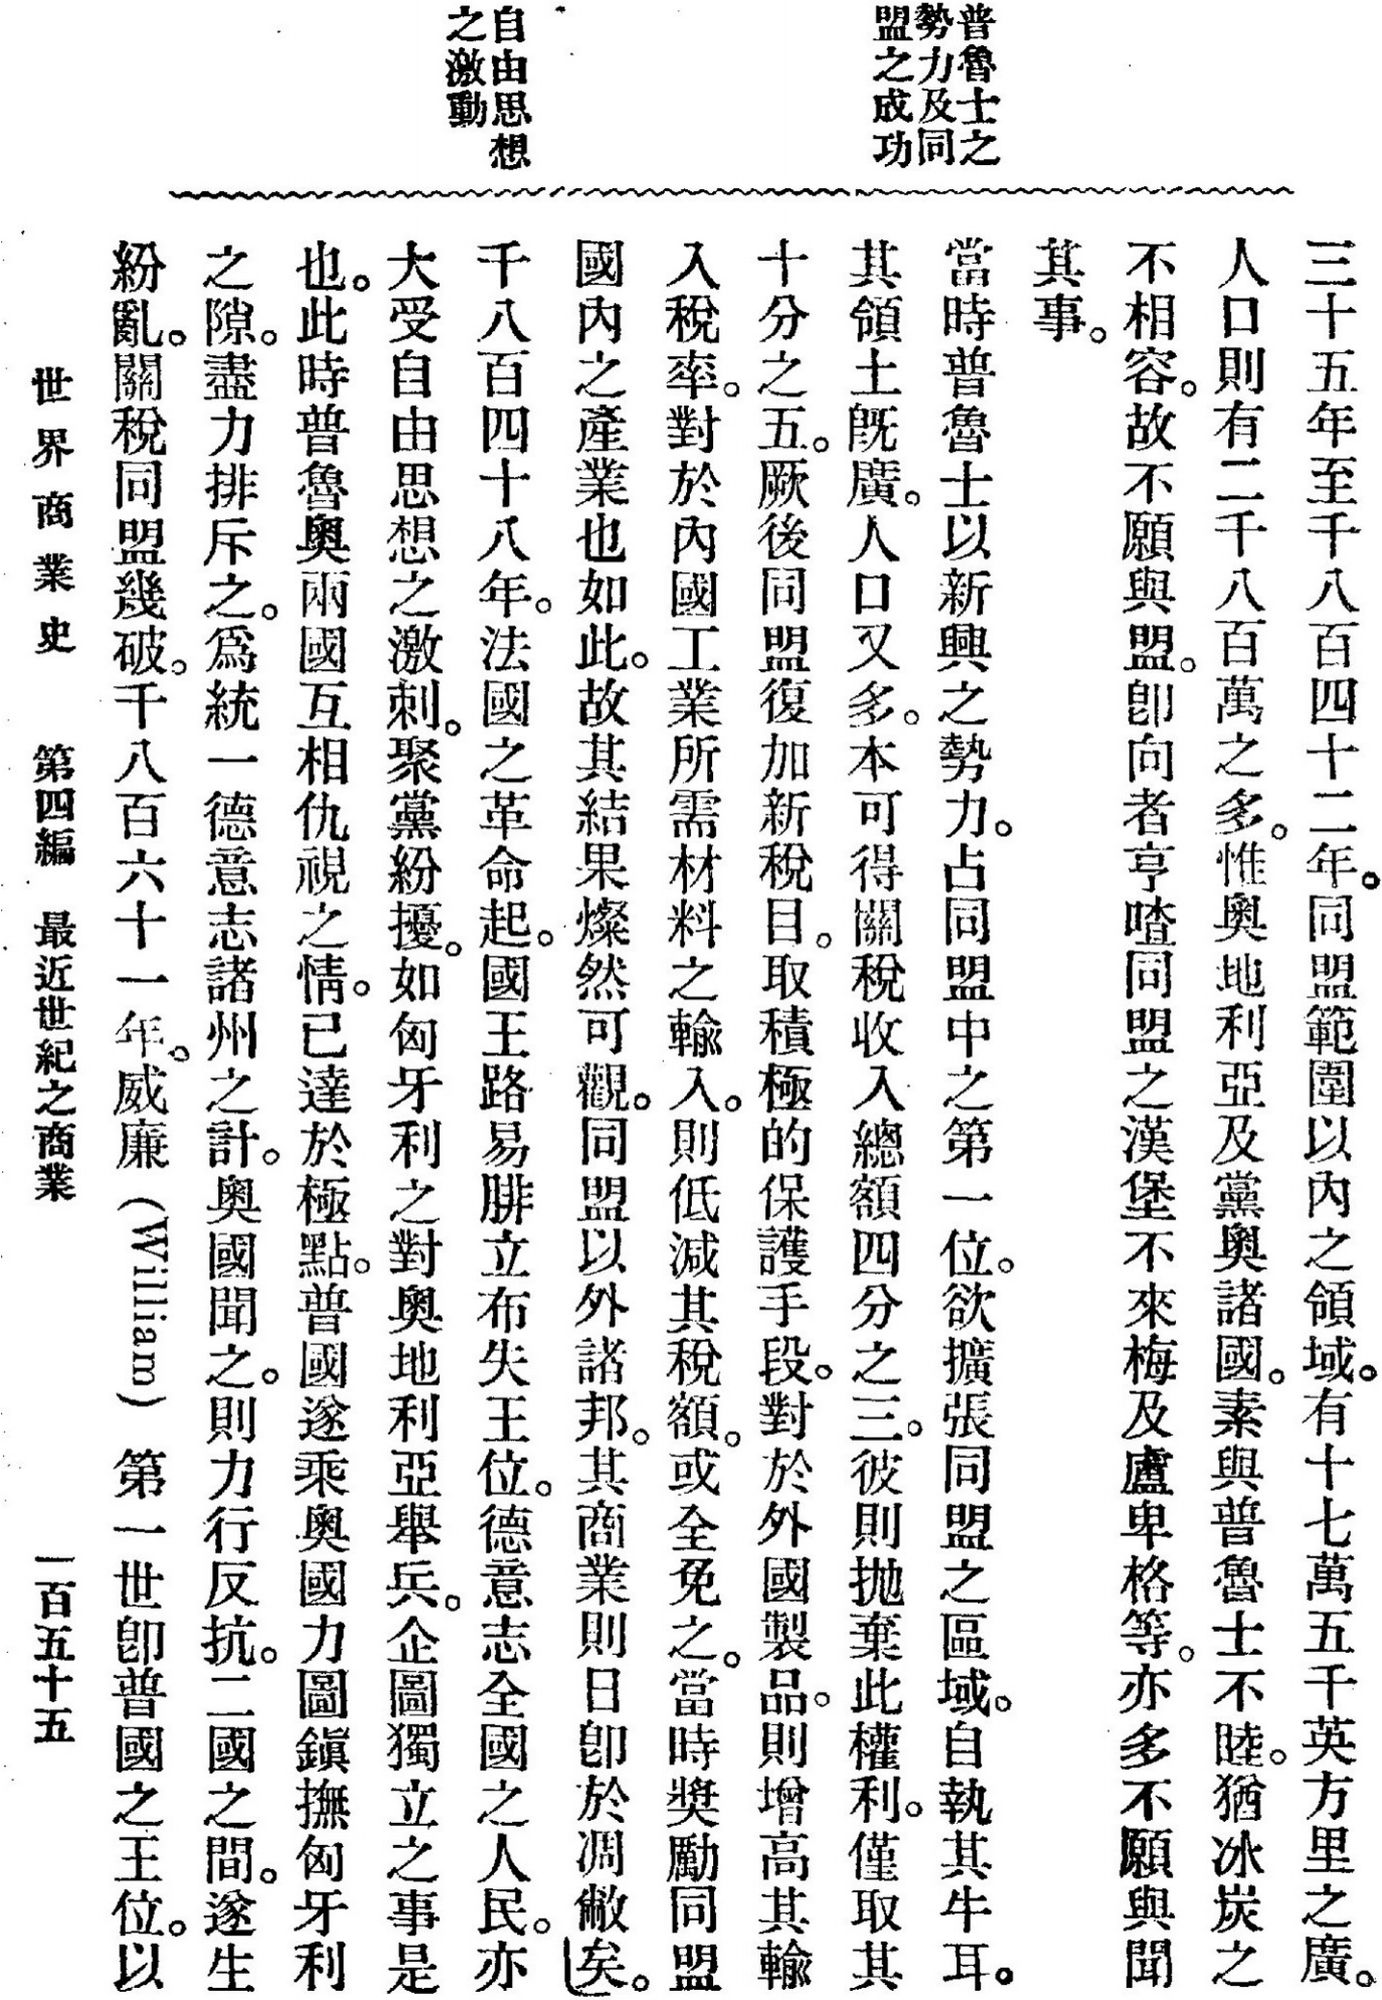 普魯士之
勢力及同
盟之成功
自由思想
之激動
三十五年至千八百四十二年。同盟範圍以內之領域。有十七萬五千英方里之廣。
人口則有二千八百萬之多。惟奧地利亞及黨奧諸國。素與普魯士不睦。猶冰炭之
不相容。故不願與盟。卽向者亨喳同盟之漢堡不來梅及盧卑格等。亦多不願與聞
其事。
當時普魯士以新興之勢力。占同盟中之第一位。欲擴張同盟之區域。自執其牛耳。
其領土旣廣。人口又多。本可得關稅收入總額四分之三。彼則拋棄此權利。僅取其
十分之五。厥後同盟復加新稅目。取積極的保護手段。對於外國製品。則增高其輸
入稅率。對於內國工業所需材料之輸入。則低減其稅額。或全免之。當時奬勵同盟
國內之產業也如此。故其結果燦然可觀。同盟以外諸邦。其商業則日卽於凋敝矣。
千八百四十八年。法國之革命起。國王路易腓立布失王位。德意志全國之人民。亦
大受自由思想之激刺。聚黨紛擾。如匈牙利之對奧地利亞舉兵。企圖獨立之事是
也。此時普魯奧兩國互相仇視之情。已達於極點。普國遂乘奧國力圖鎭撫匈牙利
之隙。盡力排斥之。爲統一德意志諸州之計。奧國聞之。則力行反抗。二國之間。遂生
紛亂。關稅同盟幾破。千八百六十一年。威廉(William)第一世卽普國之王位。以
世界商業史 第四編 最近世紀之商業 一百五十五